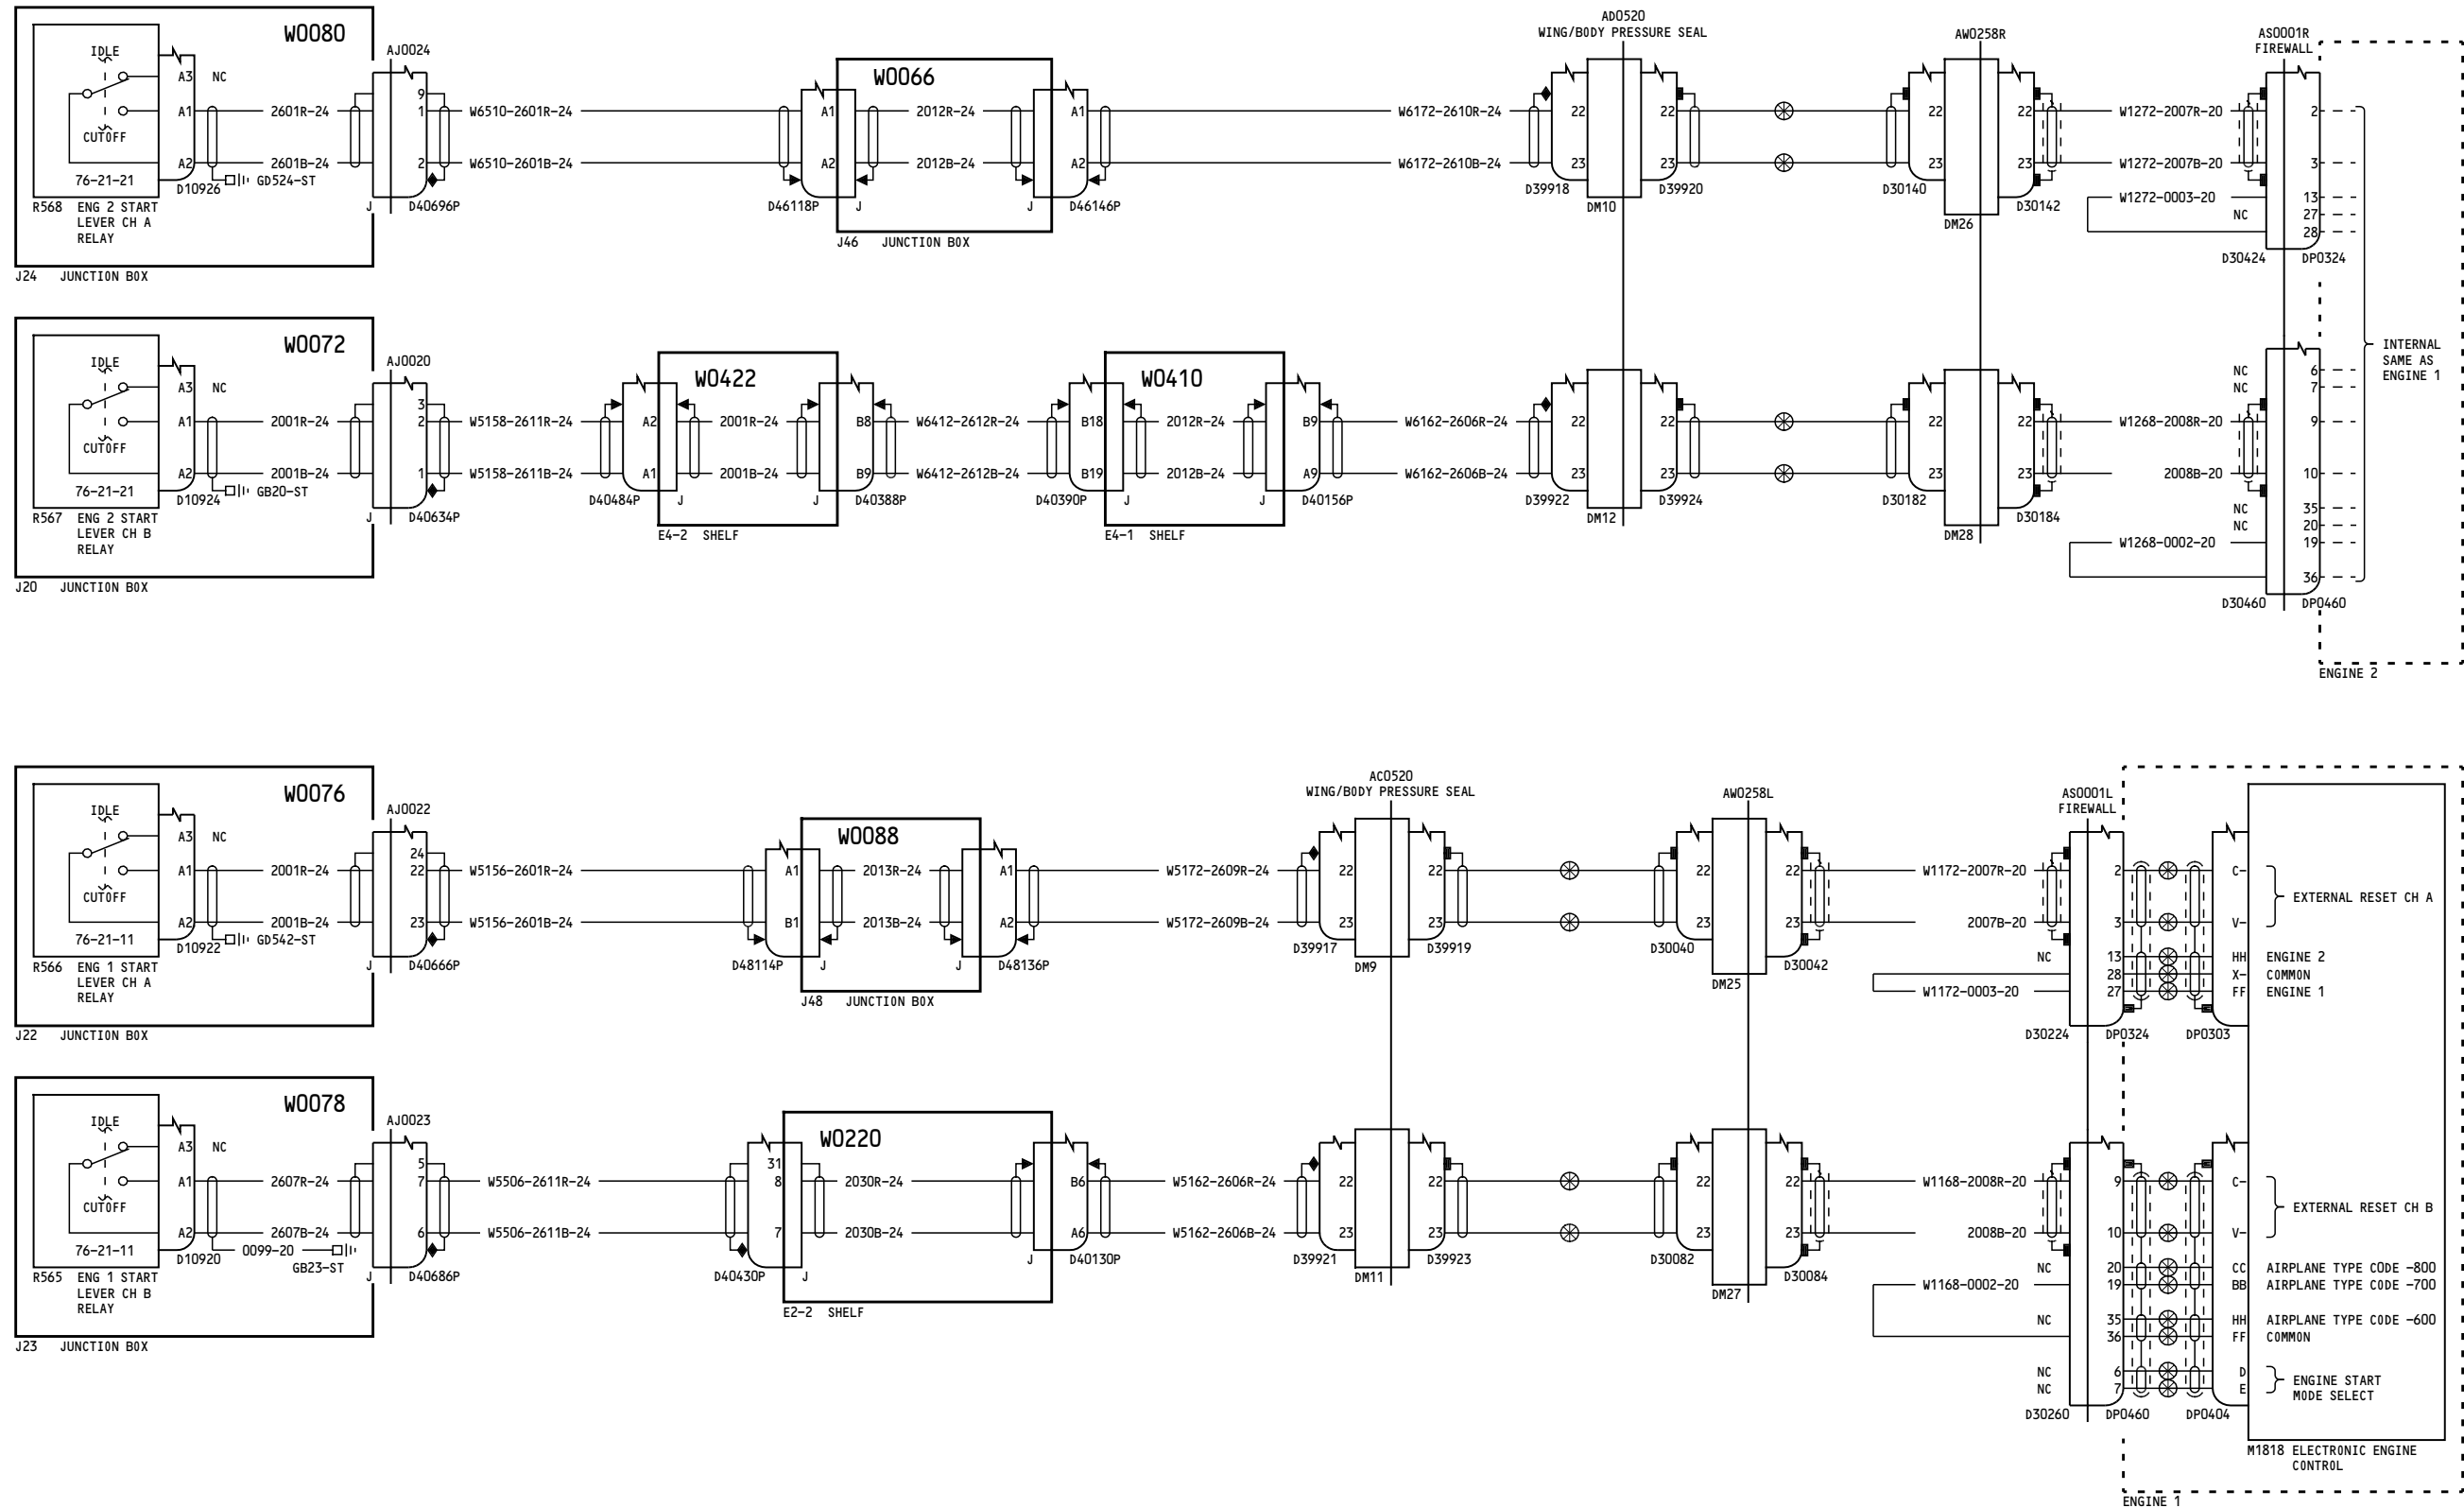 W0080
IDLE
CUTOFF
A3 NC
A1
A2
76-21-21
D10926
2601R-24
2601B-24
GD524-ST
R568 ENG 2 START
LEVER CH A
RELAY
J24 JUNCTION BOX
AJ0024
9
1
2
J D40696P
W6510-2601R-24
W6510-2601B-24
W0066
A1
A2
D46118P J
2012R-24
2012B-24
A1
A2
J D46146P
J46 JUNCTION BOX
W6172-2610R-24
W6172-2610B-24
AD0520
WING/BODY PRESSURE SEAL
22 22
23 23
D39918 D39920
DM10
AW0258R
22 22
23 23
D30140 D30142
DM26
W1272-2007R-20
W1272-2007B-20
W1272-0003-20
NC
AS0001R
FIREWALL
2
3
13
27
28
D30424 DP0324
W0072
IDLE
CUTOFF
A3 NC
A1
A2
76-21-21
D10924
2001R-24
2001B-24
GB20-ST
R567 ENG 2 START
LEVER CH B
RELAY
J20 JUNCTION BOX
AJ0020
3
2
1
J D40634P
W5158-2611R-24
W5158-2611B-24
W0422
A2
A1
D40484P J
2001R-24
2001B-24
B8
B9
J D40388P
E4-2 SHELF
W6412-2612R-24
W6412-2612B-24
W0410
B18
B19
D40390P J
2012R-24
2012B-24
B9
A9
J D40156P
E4-1 SHELF
W6162-2606R-24
W6162-2606B-24
22 22
23 23
D39922 D39924
DM12
22 22
23 23
D30182 D30184
DM28
W1268-2008R-20
2008B-20
W1268-0002-20
NC 6
NC 7
9
10
NC 35
NC 20
19
36
D30460 DP0460
INTERNAL
SAME AS
ENGINE 1
ENGINE 2
W0076
IDLE
CUTOFF
A3 NC
A1
A2
76-21-11
D10922
2001R-24
2001B-24
GD542-ST
R566 ENG 1 START
LEVER CH A
RELAY
J22 JUNCTION BOX
AJ0022
24
22
23
J D40666P
W5156-2601R-24
W5156-2601B-24
W0088
A1
B1
D48114P J
2013R-24
2013B-24
A1
A2
J D48136P
J48 JUNCTION BOX
W5172-2609R-24
W5172-2609B-24
AC0520
WING/BODY PRESSURE SEAL
22 22
23 23
D39917 D39919
DM9
AW0258L
22 22
23 23
D30040 D30042
DM25
W1172-2007R-20
2007B-20
NC
W1172-0003-20
AS0001L
FIREWALL
2
3
13
28
27
D30224 DP0324
DP0303
C-
V-
EXTERNAL RESET CH A
HH ENGINE 2
X- COMMON
FF ENGINE 1
W0078
IDLE
CUTOFF
A3 NC
A1
A2
76-21-11
D10920
2607R-24
2607B-24
0099-20
GB23-ST
R565 ENG 1 START
LEVER CH B
RELAY
J23 JUNCTION BOX
AJ0023
5
7
6
J D40686P
W5506-2611R-24
W5506-2611B-24
W0220
31
8
7
D40430P J
2030R-24
2030B-24
B6
A6
J D40130P
E2-2 SHELF
W5162-2606R-24
W5162-2606B-24
22 22
23 23
D39921 D39923
DM11
22 22
23 23
D30082 D30084
DM27
W1168-2008R-20
2008B-20
NC
W1168-0002-20
NC
NC
NC
9
10
20
19
35
36
6
7
D30260 DP0460
DP0404
C-
V-
EXTERNAL RESET CH B
CC AIRPLANE TYPE CODE -800
BB AIRPLANE TYPE CODE -700
HH AIRPLANE TYPE CODE -600
FF COMMON
D
E
ENGINE START
MODE SELECT
M1818 ELECTRONIC ENGINE
CONTROL
ENGINE 1